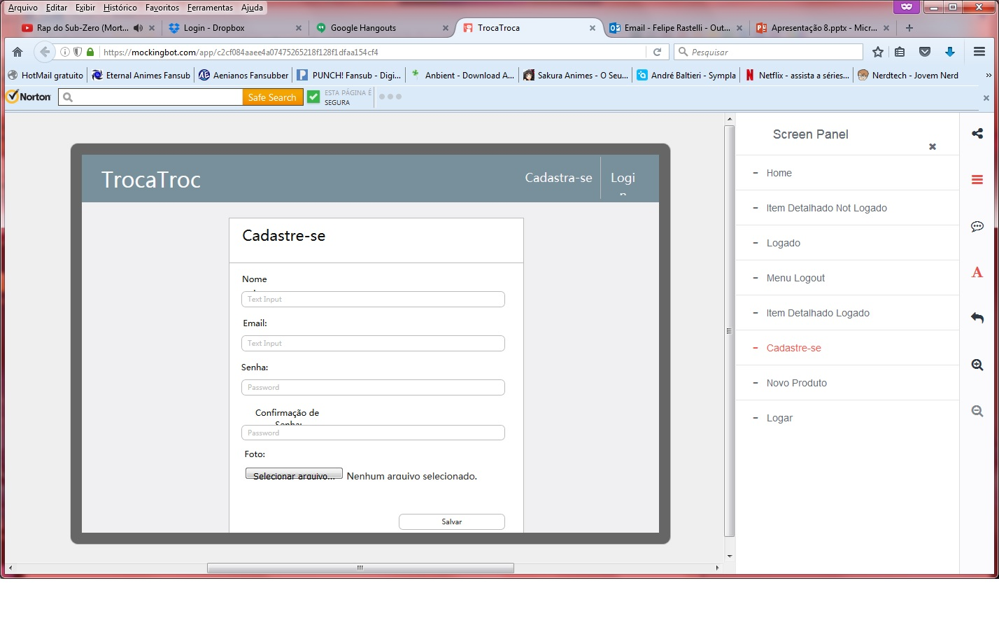 Arquivo Editar Exibir Histórico Favoritos Ferramentas Ajuda
Rap do Sub-Zero (Mort... Login - Dropbox Google Hangouts TrocaTroca Email - Felipe Rastelli - Out... Apresentação 8.pptx - Micr...
https://mockingbot.com/app/c2cf084aaee4a07475265218f128f1dfaa154cf4 Pesquisar
HotMail gratuito Eternal Animes Fansub Aenianos Fansubber PUNCH! Fansub - Digi... Anbient - Download A... Sakura Animes - O Seu... André Baltieri - Sympla Netflix - assista a séries... Nerdtech - Jovem Nerd
Norton Safe Search ESTA PÁGINA É
SEGURA
TrocaTroc Cadastra-se Logi
n
Cadastre-se
Nome
Text Input
Email:
Text Input
Senha:
Password
Confirmação de
Senha:
Password
Foto:
Selecionar arquivo... Nenhum arquivo selecionado.
Salvar
Screen Panel
Home
Item Detalhado Not Logado
Logado
Menu Logout
Item Detalhado Logado
Cadastre-se
Novo Produto
Logar